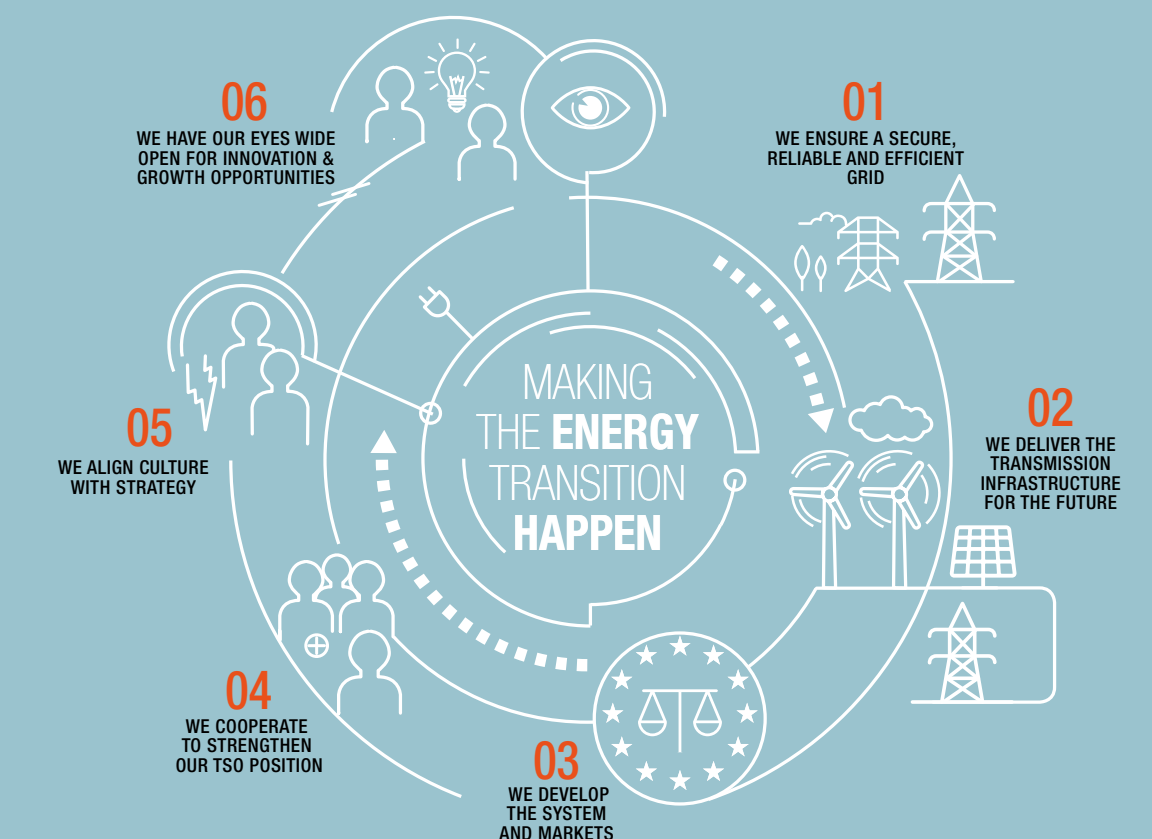 06
WE HAVE OUR EYES WIDE
OPEN FOR INNOVATION &
GROWTH OPPORTUNITIES
01
WE ENSURE A SECURE,
RELIABLE AND EFFICIENT
GRID
MAKING
THE ENERGY
TRANSITION
HAPPEN
02
WE DELIVER THE
TRANSMISSION
INFRASTRUCTURE
FOR THE FUTURE
05
WE ALIGN CULTURE
WITH STRATEGY
04
WE COOPERATE
TO STRENGTHEN
OUR TSO POSITION
03
WE DEVELOP
THE SYSTEM
AND MARKETS